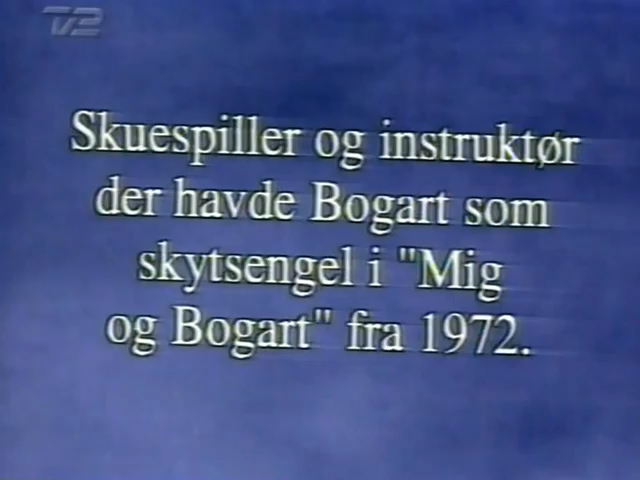 TV2
Skuespiller og instruktør
der havde Bogart som
skytsengel i "Mig
og Bogart" fra 1972.